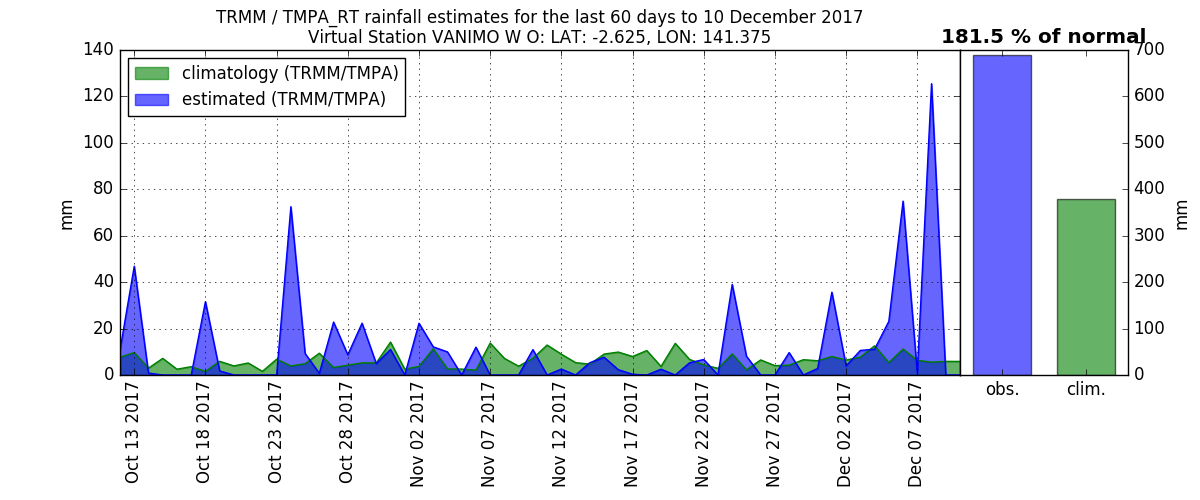 TRMM / TMPA_RT rainfall estimates for the last 60 days to 10 December 2017
Virtual Station VANIMO W O: LAT: -2.625, LON: 141.375
181.5 % of normal
climatology (TRMM/TMPA)
estimated (TRMM/TMPA)
140
120
100
80
60
40
20
0
mm
Oct 13 2017
Oct 18 2017
Oct 23 2017
Oct 28 2017
Nov 02 2017
Nov 07 2017
Nov 12 2017
Nov 17 2017
Nov 22 2017
Nov 27 2017
Dec 02 2017
Dec 07 2017
obs.
clim.
700
600
500
400
300
200
100
0
mm